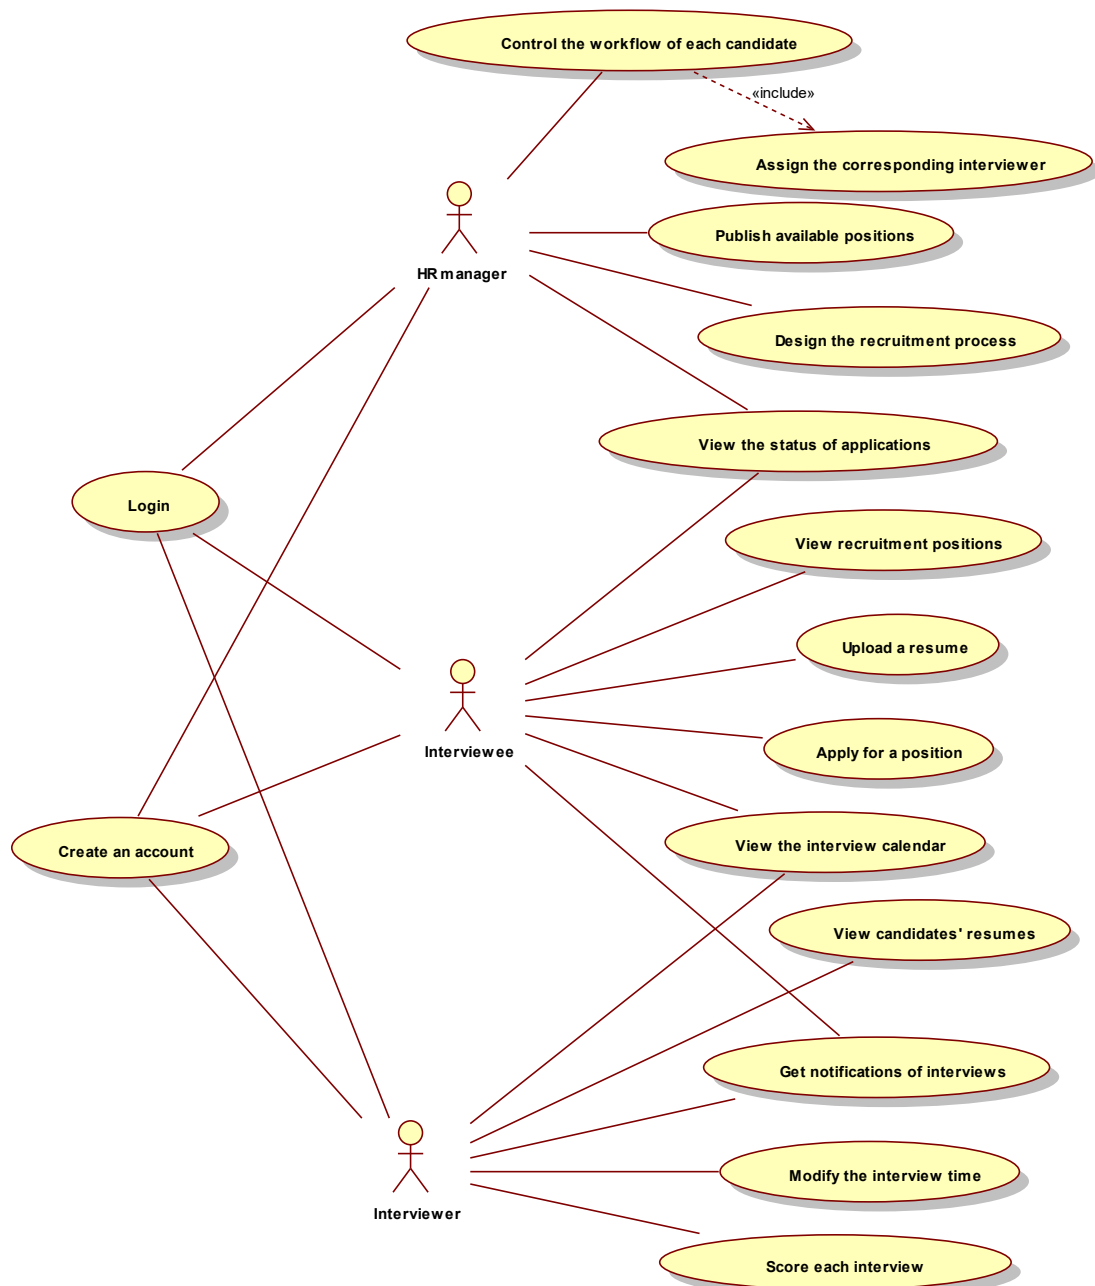 Control the workflow of each candidate
«include»
Assign the corresponding interviewer
Publish available positions
HR manager
Design the recruitment process
View the status of applications
Login
View recruitment positions
Upload a resume
Interviewee
Apply for a position
View the interview calendar
Create an account
View candidates' resumes
Get notifications of interviews
Modify the interview time
Interviewer
Score each interview